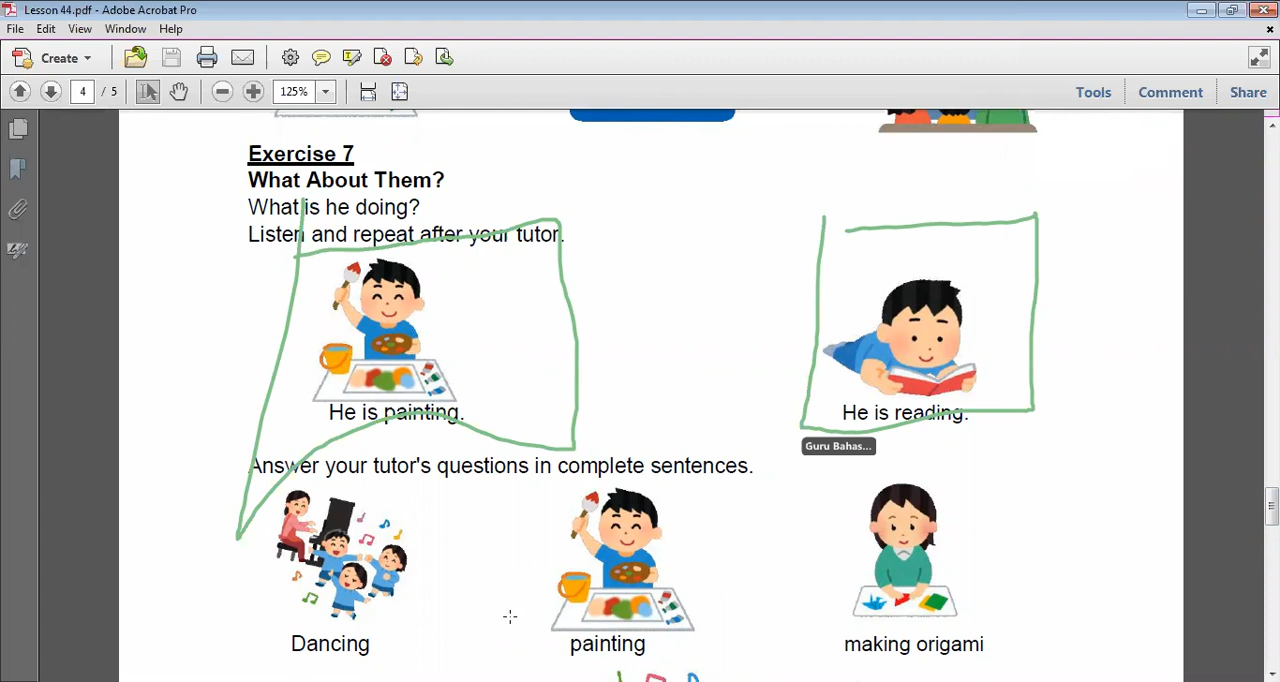 Lesson 44.pdf - Adobe Acrobat Pro
File Edit View Window Help
Create
4 / 5 125% Tools Comment Share
Exercise 7
What About Them?
What is he doing?
Listen and repeat after your tutor.
He is painting. He is reading.
Guru Bahas...
Answer your tutor's questions in complete sentences.
Dancing painting making origami